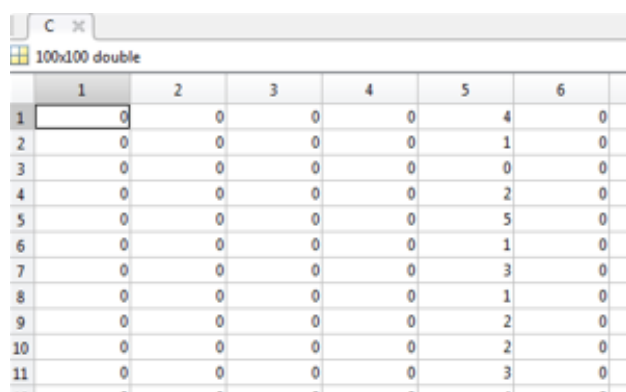 C
100x100 double
1 2 3 4 5 6
1 0 0 0 0 4 0
2 0 0 0 0 1 0
3 0 0 0 0 0 0
4 0 0 0 0 2 0
5 0 0 0 0 5 0
6 0 0 0 0 1 0
7 0 0 0 0 3 0
8 0 0 0 0 1 0
9 0 0 0 0 2 0
10 0 0 0 0 2 0
11 0 0 0 0 3 0